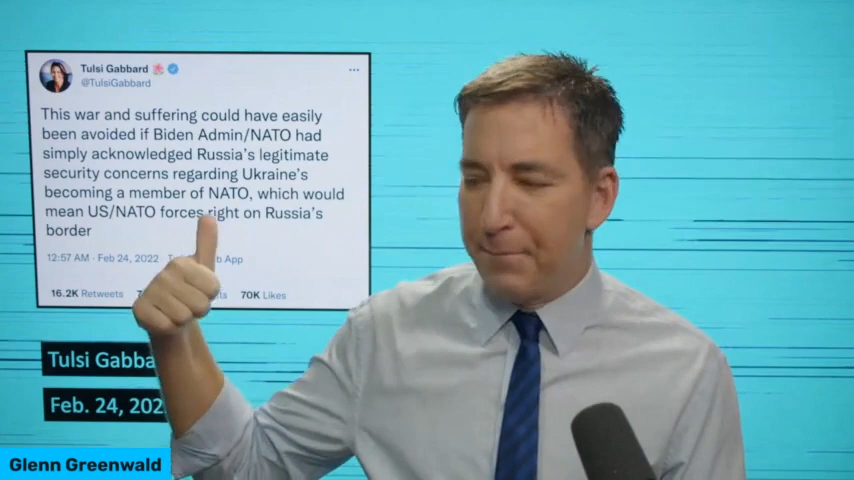 Tulsi Gabbard
@TulsiGabbard
This war and suffering could have easily
been avoided if Biden Admin/NATO had
simply acknowledged Russia's legitimate
security concerns regarding Ukraine's
becoming a member of NATO, which would
mean US/NATO forces right on Russia's
border
12:57 AM · Feb 24, 2022 App
16.2K Retweets 70K Likes
Tulsi Gabba
Feb. 24, 202
Glenn Greenwald